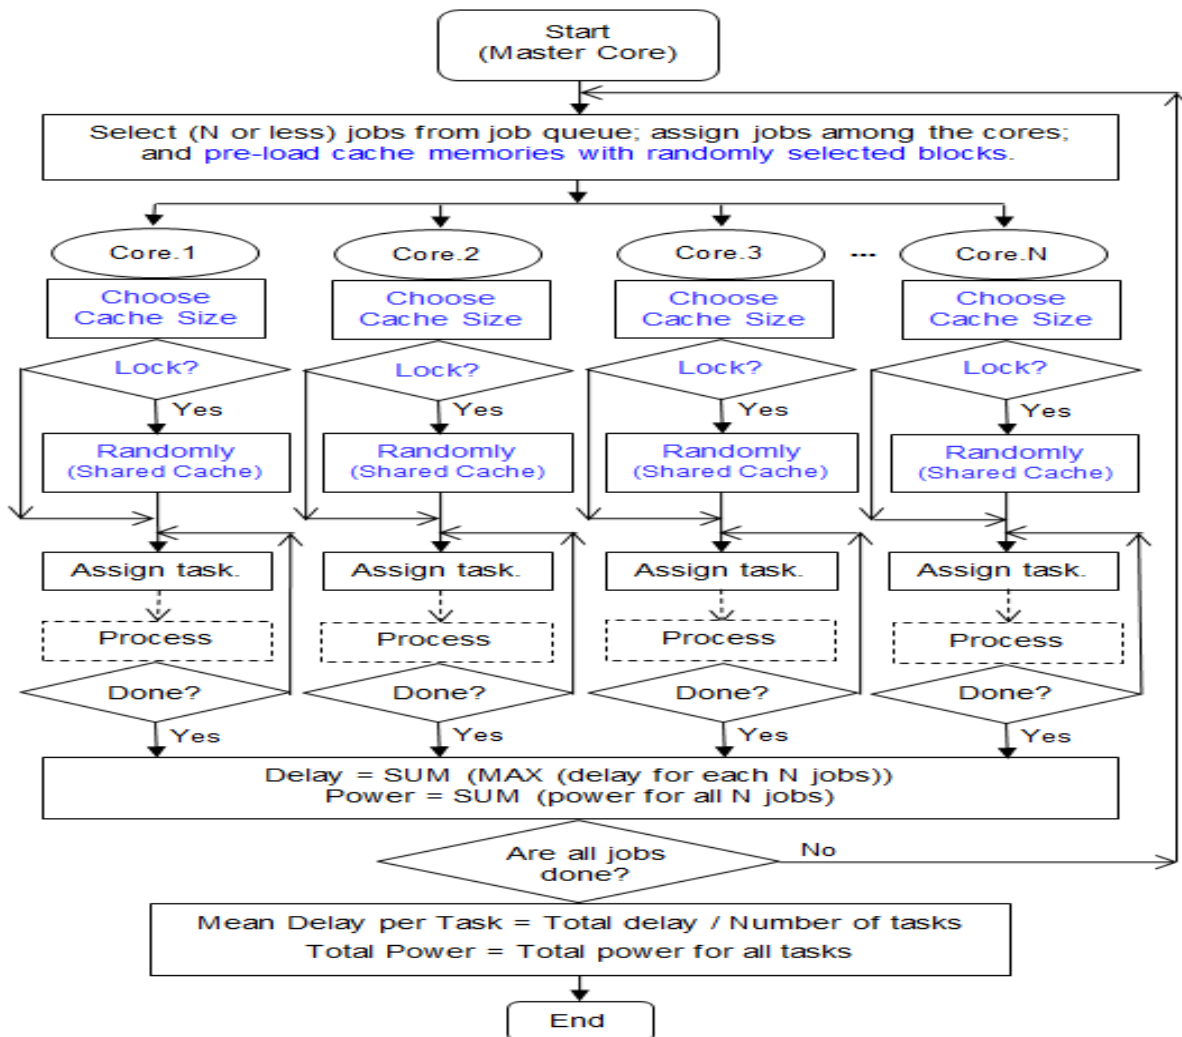 Start
(Master Core)
Select (N or less) jobs from job queue; assign jobs among the cores;
and pre-load cache memories with randomly selected blocks.
Core.1
Core.2
Core.3
...
Core.N
Choose
Cache Size
Choose
Cache Size
Choose
Cache Size
Choose
Cache Size
Lock?
Lock?
Lock?
Lock?
Yes
Yes
Yes
Yes
Randomly
(Shared Cache)
Randomly
(Shared Cache)
Randomly
(Shared Cache)
Randomly
(Shared Cache)
Assign task.
Assign task.
Assign task.
Assign task.
Process
Process
Process
Process
Done?
Done?
Done?
Done?
Yes
Yes
Yes
Yes
Delay = SUM (MAX (delay for each N jobs))
Power = SUM (power for all N jobs)
Are all jobs
done?
No
Mean Delay per Task = Total delay / Number of tasks
Total Power = Total power for all tasks
End